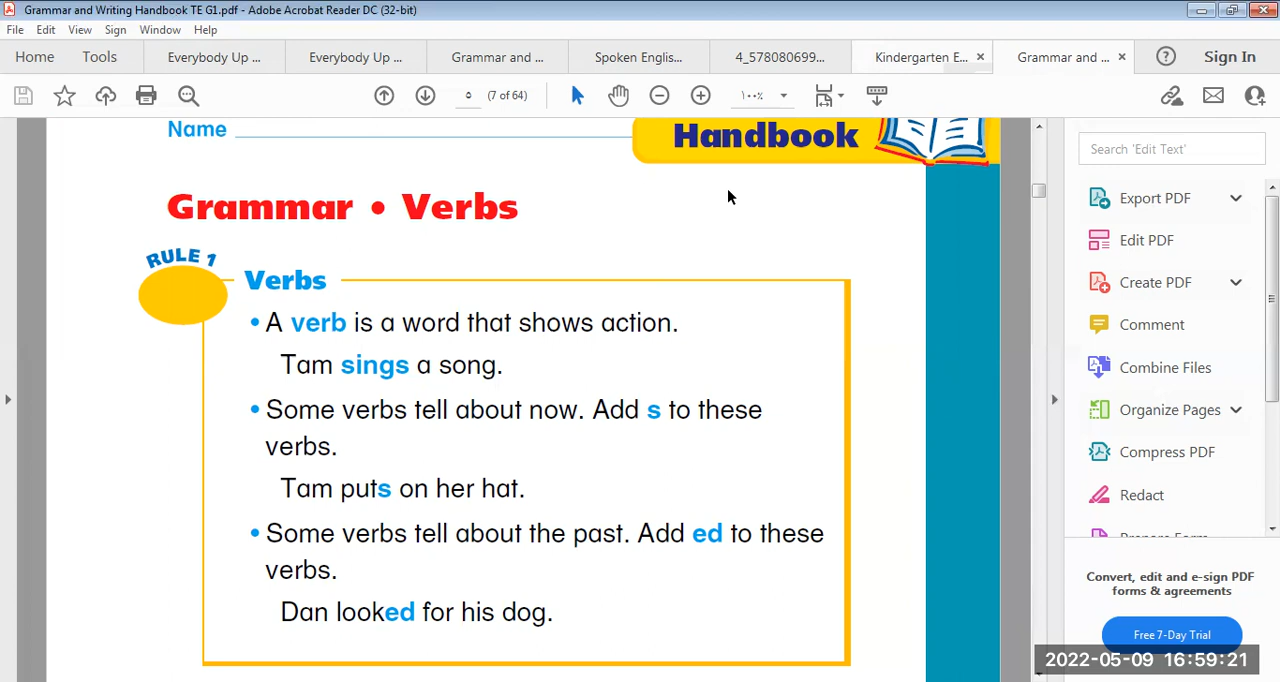 Grammar and Writing Handbook TE G1.pdf - Adobe Acrobat Reader DC (32-bit)
File Edit View Sign Window Help
Home Tools Everybody Up ... Everybody Up ... Grammar and ... Spoken Englis... 4_578080699... Kindergarten E... Grammar and ... Sign In
(7 of 64) ١٠٠%
Name
Handbook
Search 'Edit Text'
Grammar • Verbs
RULE 1
Verbs
• A verb is a word that shows action.
Tam sings a song.
• Some verbs tell about now. Add s to these
verbs.
Tam puts on her hat.
• Some verbs tell about the past. Add ed to these
verbs.
Dan looked for his dog.
Export PDF
Edit PDF
Create PDF
Comment
Combine Files
Organize Pages
Compress PDF
Redact
Prepare Form
Convert, edit and e-sign PDF
forms & agreements
Free 7-Day Trial
2022-05-09 16:59:21